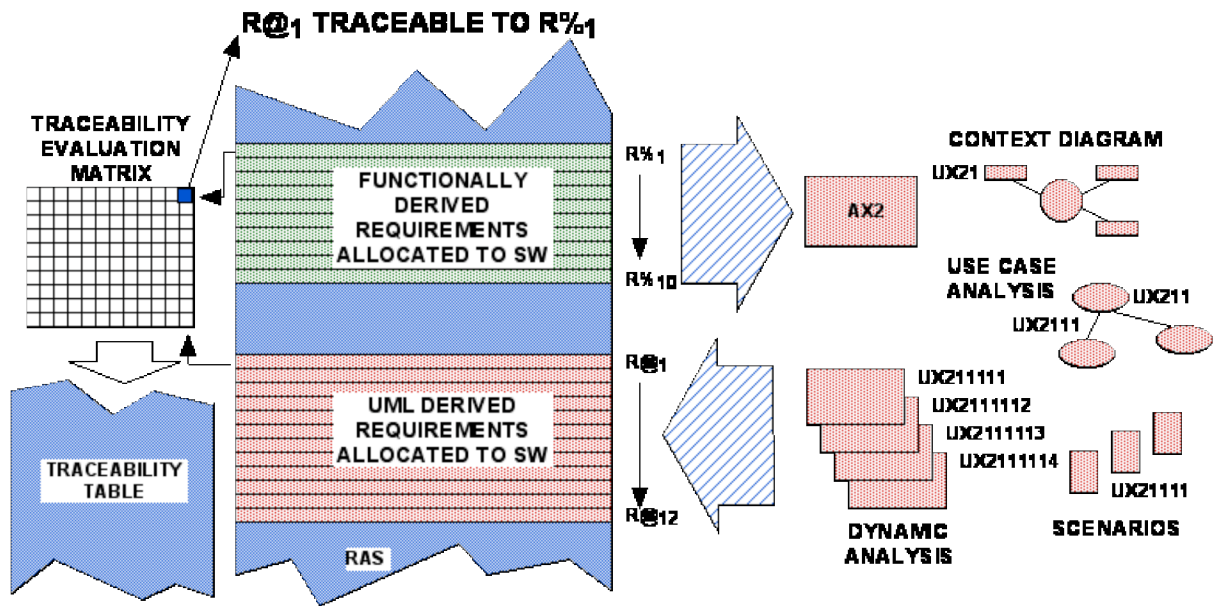 R@1 TRACEABLE TO R%1
TRACEABILITY
EVALUATION
MATRIX
FUNCTIONALLY
DERIVED
REQUIREMENTS
ALLOCATED TO SW
R%1
R%10
AX2
CONTEXT DIAGRAM
UX21
USE CASE
ANALYSIS
UX211
UX2111
R@1
UML DERIVED
REQUIREMENTS
ALLOCATED TO SW
R@12
UX211111
UX2111112
UX2111113
UX2111114
UX21111
DYNAMIC
ANALYSIS
SCENARIOS
TRACEABILITY
TABLE
RAS